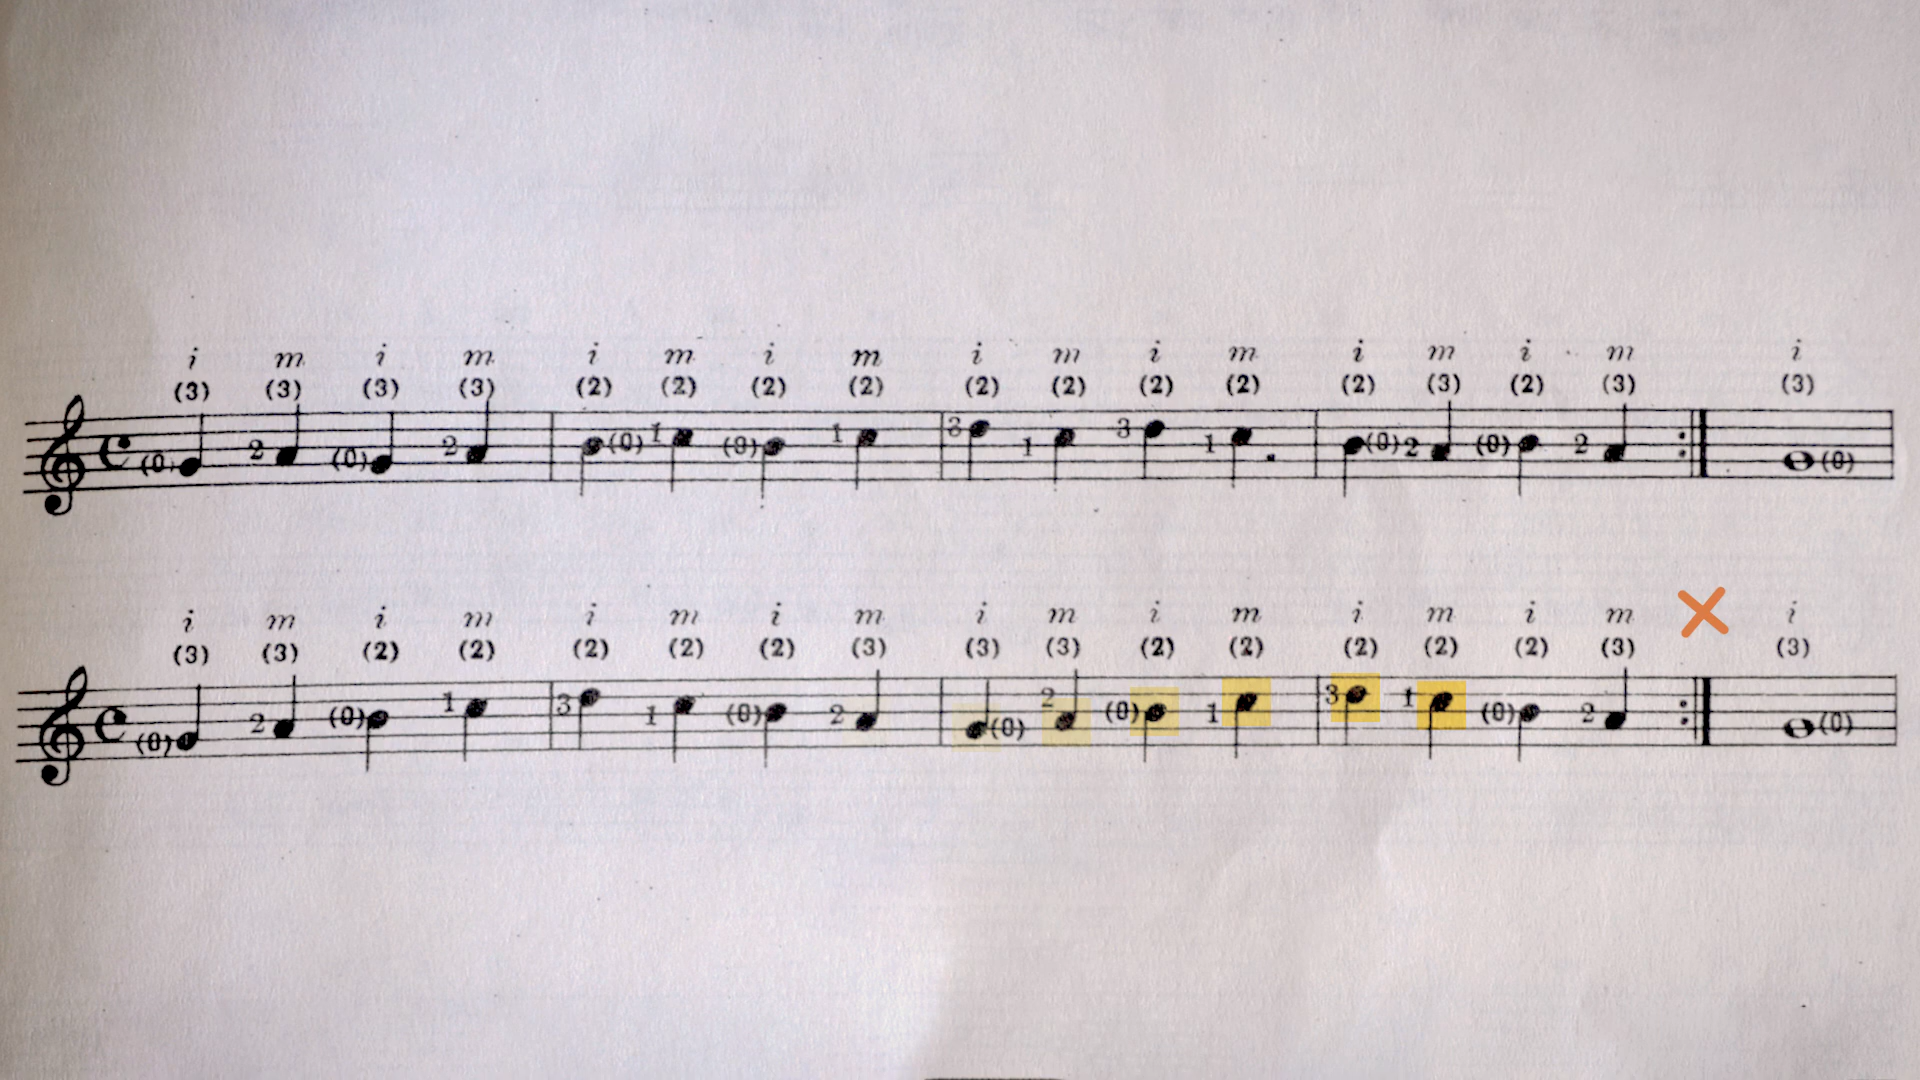 i m i m i m i m i m i m i m i m i
(3) (3) (3) (3) (2) (2) (2) (2) (2) (2) (2) (2) (2) (3) (2) (3) (3)
(0) 2 (0) 2 (0) 1 (0) 1 3 1 3 1 (0) 2 (0) 2 (0)
i m i m i m i m i m i m i m i m i
(3) (3) (2) (2) (2) (2) (2) (3) (3) (3) (2) (2) (2) (2) (2) (3) (3)
(0) 2 (0) 1 3 1 (0) 2 (0) 2 (0) 1 3 1 (0) 2 (0)